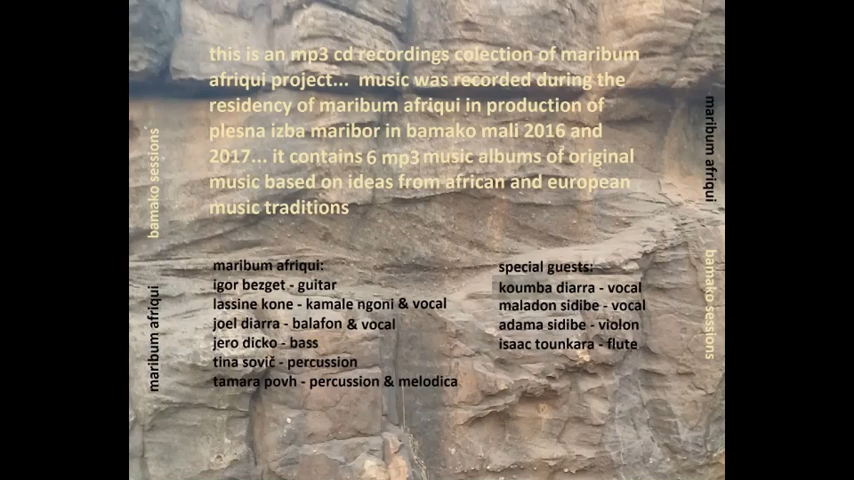 this is an mp3 cd recordings colection of maribum
afriqui project... music was recorded during the
residency of maribum afriqui in production of
plesna izba maribor in bamako mali 2016 and
2017... it contains 6 mp3 music albums of original
music based on ideas from african and european
music traditions
bamako sessions
maribum afriqui
maribum afriqui:
igor bezget - guitar
lassine kone - kamale ngoni & vocal
joel diarra - balafon & vocal
jero dicko - bass
tina sovič - percussion
tamara povh - percussion & melodica
special guests:
koumba diarra - vocal
maladon sidibe - vocal
adama sidibe - violon
isaac tounkara - flute
maribum afriqui
bamako sessions